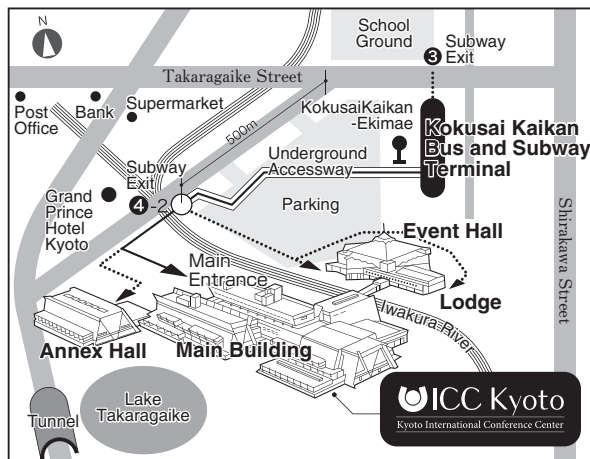 N
School
Ground
3
Subway
Exit
Takaragaike Street
Post
Office
Bank
Supermarket
500m
KokusaiKaikan
-Ekimae
Kokusai Kaikan
Bus and Subway
Terminal
Underground
Accessway
Subway
Exit
4-2
Grand
Prince
Hotel
Kyoto
Parking
Shirakawa Street
Event Hall
Main
Entrance
Lodge
Iwakura River
Annex Hall
Main Building
Lake
Takaragaike
Tunnel
ICC Kyoto
Kyoto International Conference Center